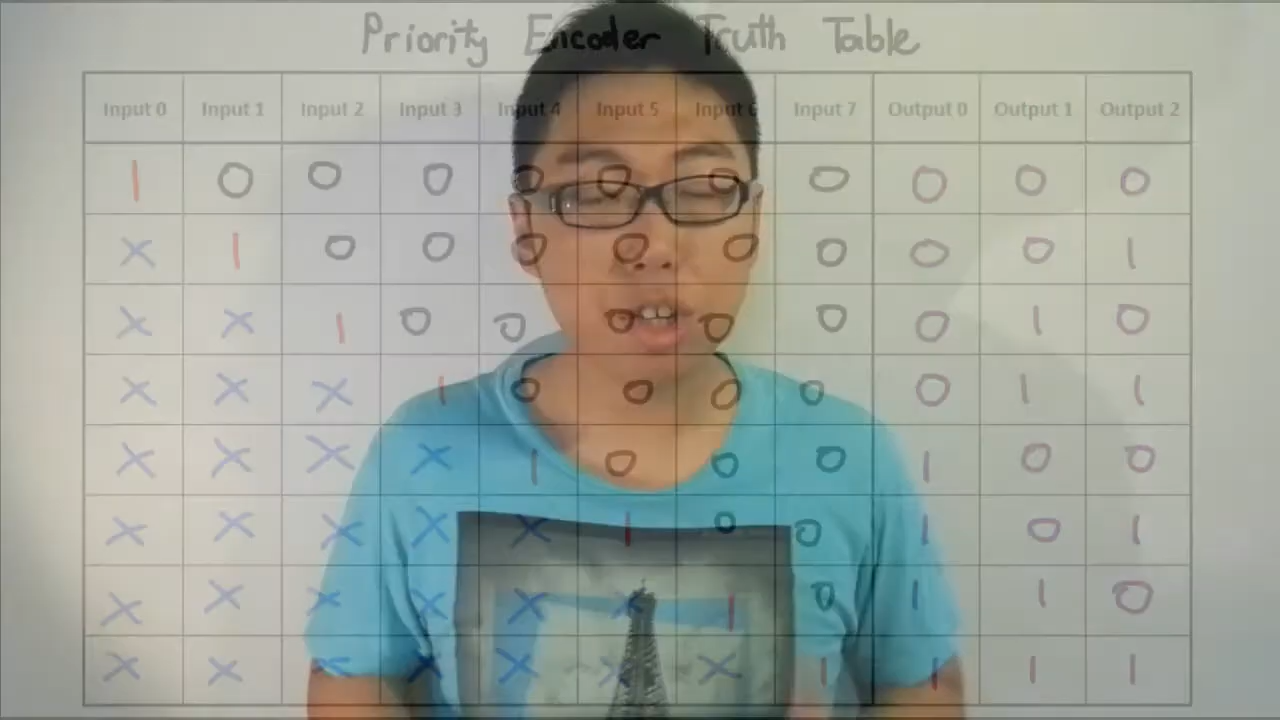 Priority Encoder Truth Table
Input 0 Input 1 Input 2 Input 3 Input 4 Input 5 Input 6 Input 7 Output 0 Output 1 Output 2
1 0 0 0 0 0 0 0 0 0 0
X 1 0 0 0 0 0 0 0 0 1
X X 1 0 0 0 0 0 0 1 0
X X X 1 0 0 0 0 0 1 1
X X X X 1 0 0 0 1 0 0
X X X X X 1 0 0 1 0 1
X X X X X X 1 0 1 1 0
X X X X X X X 1 1 1 1